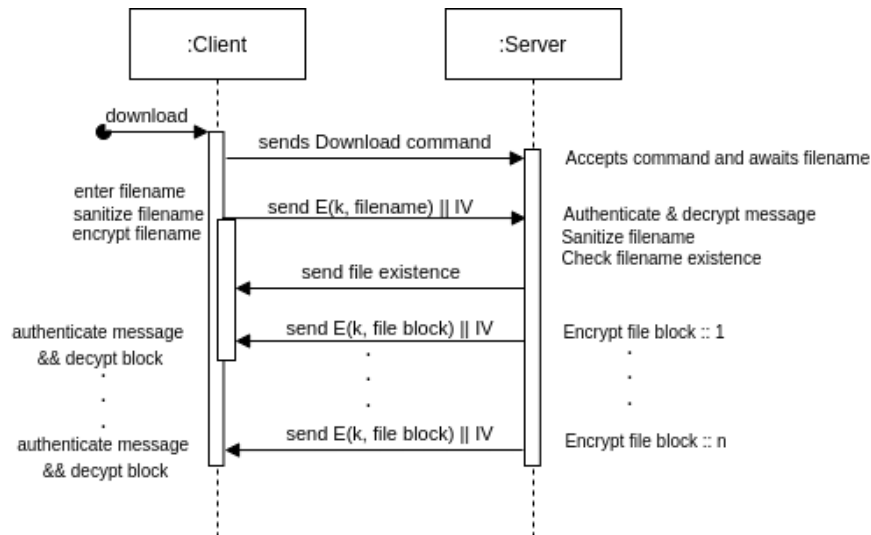 :Client
:Server
download
sends Download command
Accepts command and awaits filename
enter filename
sanitize filename
encrypt filename
send E(k, filename) || IV
Authenticate & decrypt message
Sanitize filename
Check filename existence
send file existence
authenticate message
&& decypt block
send E(k, file block) || IV
Encrypt file block :: 1
authenticate message
&& decypt block
send E(k, file block) || IV
Encrypt file block :: n